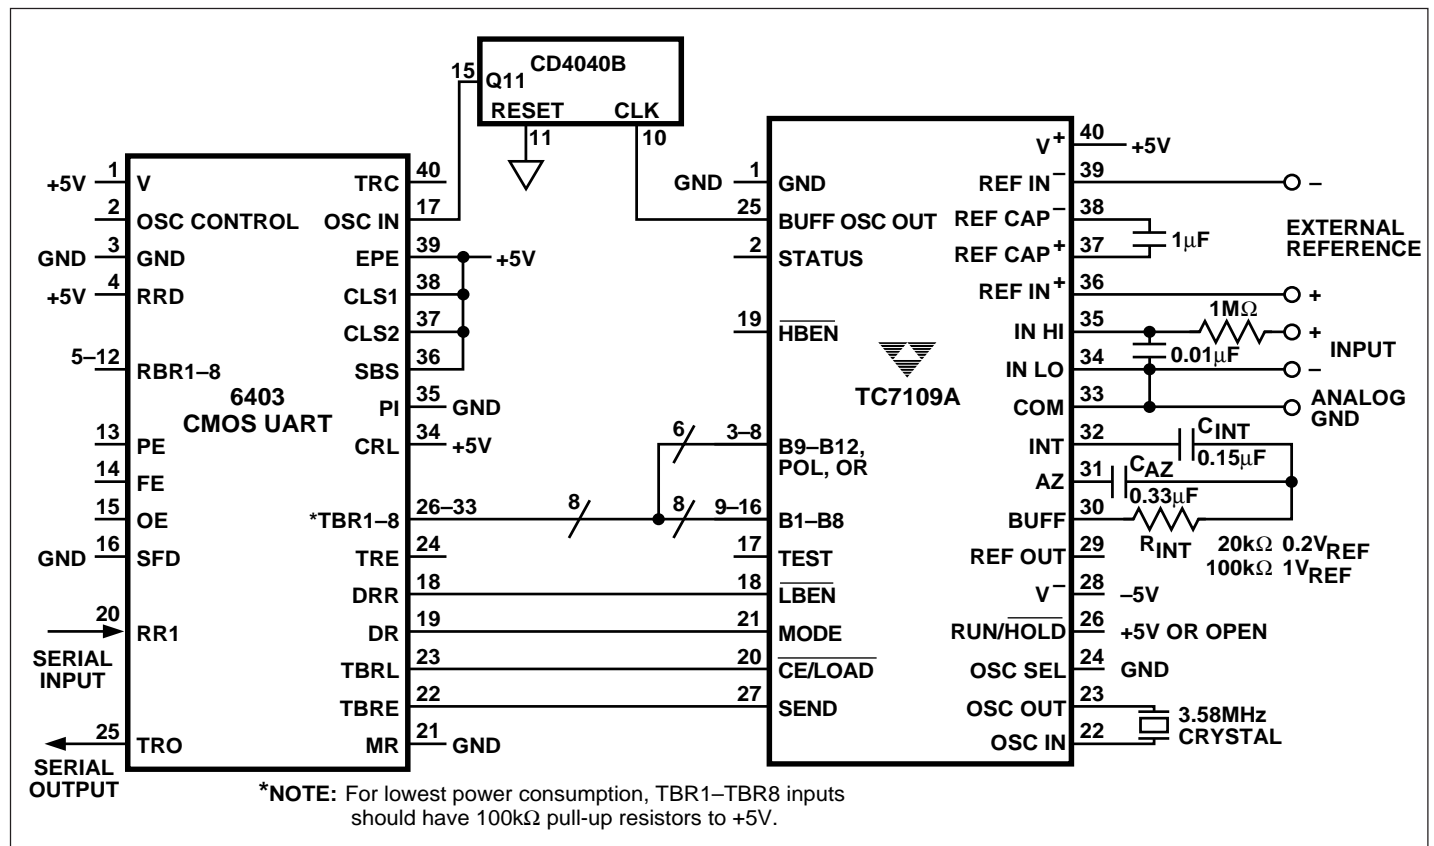 CD4040B
15 Q11
RESET CLK
11 10
6403
CMOS UART
+5V 1 V
2 OSC CONTROL
GND 3 GND
+5V 4 RRD
5–12 RBR1–8
13 PE
14 FE
15 OE
GND 16 SFD
20 RR1
SERIAL
INPUT
25 TRO
SERIAL
OUTPUT
TRC 40
OSC IN 17
EPE 39 +5V
CLS1 38
CLS2 37
SBS 36
PI 35 GND
CRL 34 +5V
*TBR1–8 26–33 8 8
6
TRE 24
DRR 18
DR 19
TBRL 23
TBRE 22
MR 21 GND
TC7109A
GND 1 GND
25 BUFF OSC OUT
2 STATUS
19 HBEN
3–8 B9–B12,
POL, OR
9–16 B1–B8
17 TEST
18 LBEN
21 MODE
20 CE/LOAD
27 SEND
V+ 40 +5V
REF IN– 39 –
REF CAP– 38
1µF
REF CAP+ 37
EXTERNAL
REFERENCE
REF IN+ 36 +
IN HI 35 1MΩ +
0.01µF
INPUT
IN LO 34 –
COM 33 ANALOG
GND
INT 32 CINT
0.15µF
AZ 31 CAZ
0.33µF
BUFF 30 RINT
20kΩ 0.2VREF
100kΩ 1VREF
REF OUT 29
V– 28 –5V
RUN/HOLD 26 +5V OR OPEN
OSC SEL 24 GND
OSC OUT 23
OSC IN 22
3.58MHz
CRYSTAL
*NOTE: For lowest power consumption, TBR1–TBR8 inputs
should have 100kΩ pull-up resistors to +5V.